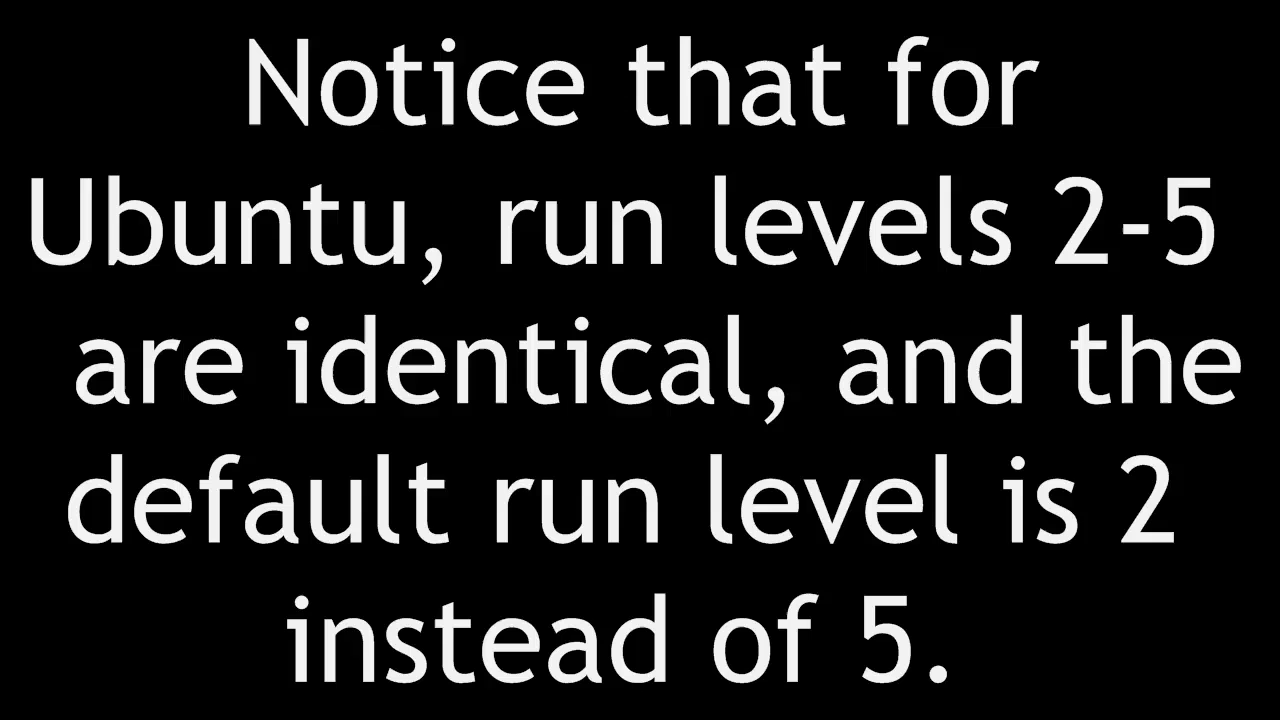 Notice that for
Ubuntu, run levels 2-5
are identical, and the
default run level is 2
instead of 5.